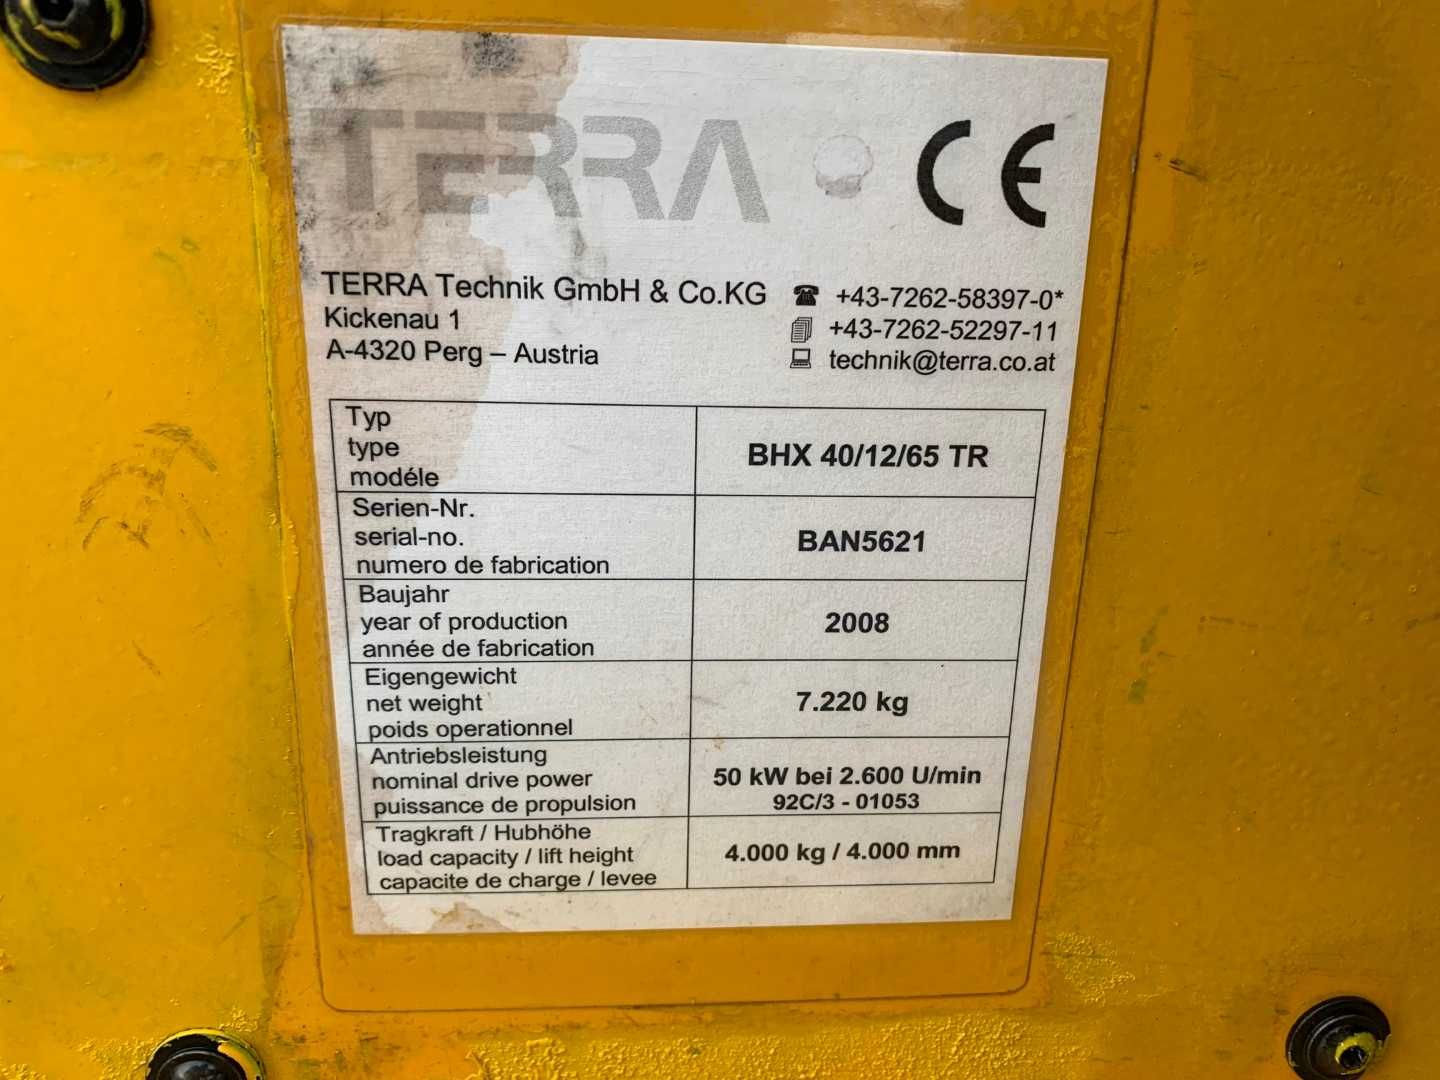 TERRA
CE
TERRA Technik GmbH & Co.KG
Kickenau 1
A-4320 Perg – Austria
+43-7262-58397-0*
+43-7262-52297-11
technik@terra.co.at
Typ
type
modéle
BHX 40/12/65 TR
Serien-Nr.
serial-no.
numero de fabrication
BAN5621
Baujahr
year of production
année de fabrication
2008
Eigengewicht
net weight
poids operationnel
7.220 kg
Antriebsleistung
nominal drive power
puissance de propulsion
50 kW bei 2.600 U/min
92C/3 - 01053
Tragkraft / Hubhöhe
load capacity / lift height
capacite de charge / levee
4.000 kg / 4.000 mm